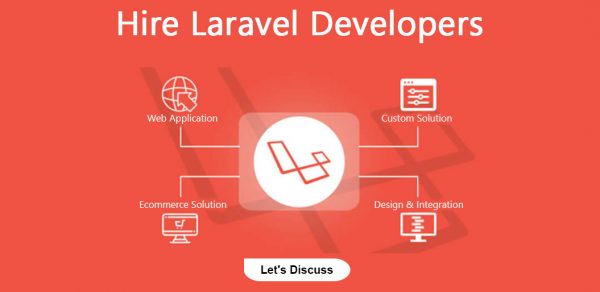 Hire Laravel Developers
Web Application
Custom Solution
Ecommerce Solution
Design & Integration
Let's Discuss